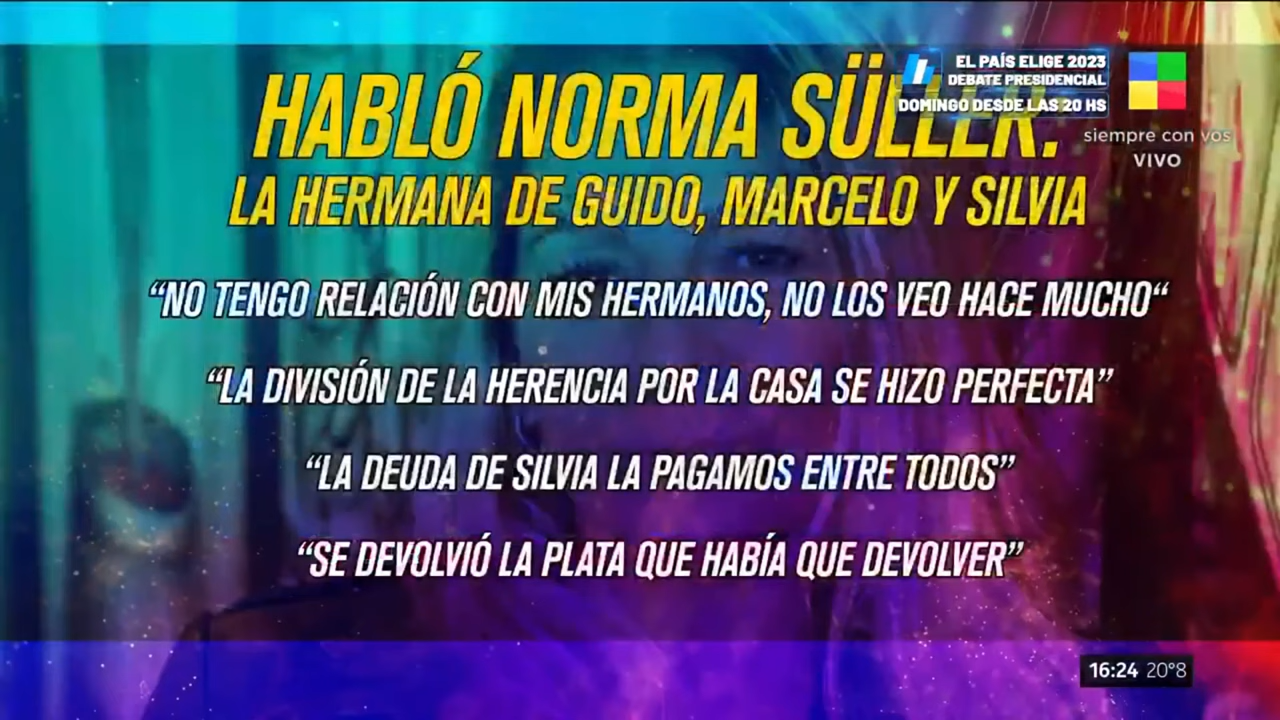 HABLÓ NORMA SÜLLER:
LA HERMANA DE GUIDO, MARCELO Y SILVIA
“NO TENGO RELACIÓN CON MIS HERMANOS, NO LOS VEO HACE MUCHO“
“LA DIVISIÓN DE LA HERENCIA POR LA CASA SE HIZO PERFECTA”
“LA DEUDA DE SILVIA LA PAGAMOS ENTRE TODOS”
“SE DEVOLVIÓ LA PLATA QUE HABÍA QUE DEVOLVER”
EL PAÍS ELIGE 2023
DEBATE PRESIDENCIAL
DOMINGO DESDE LAS 20 HS
siempre con vos
VIVO
16:24 20°8